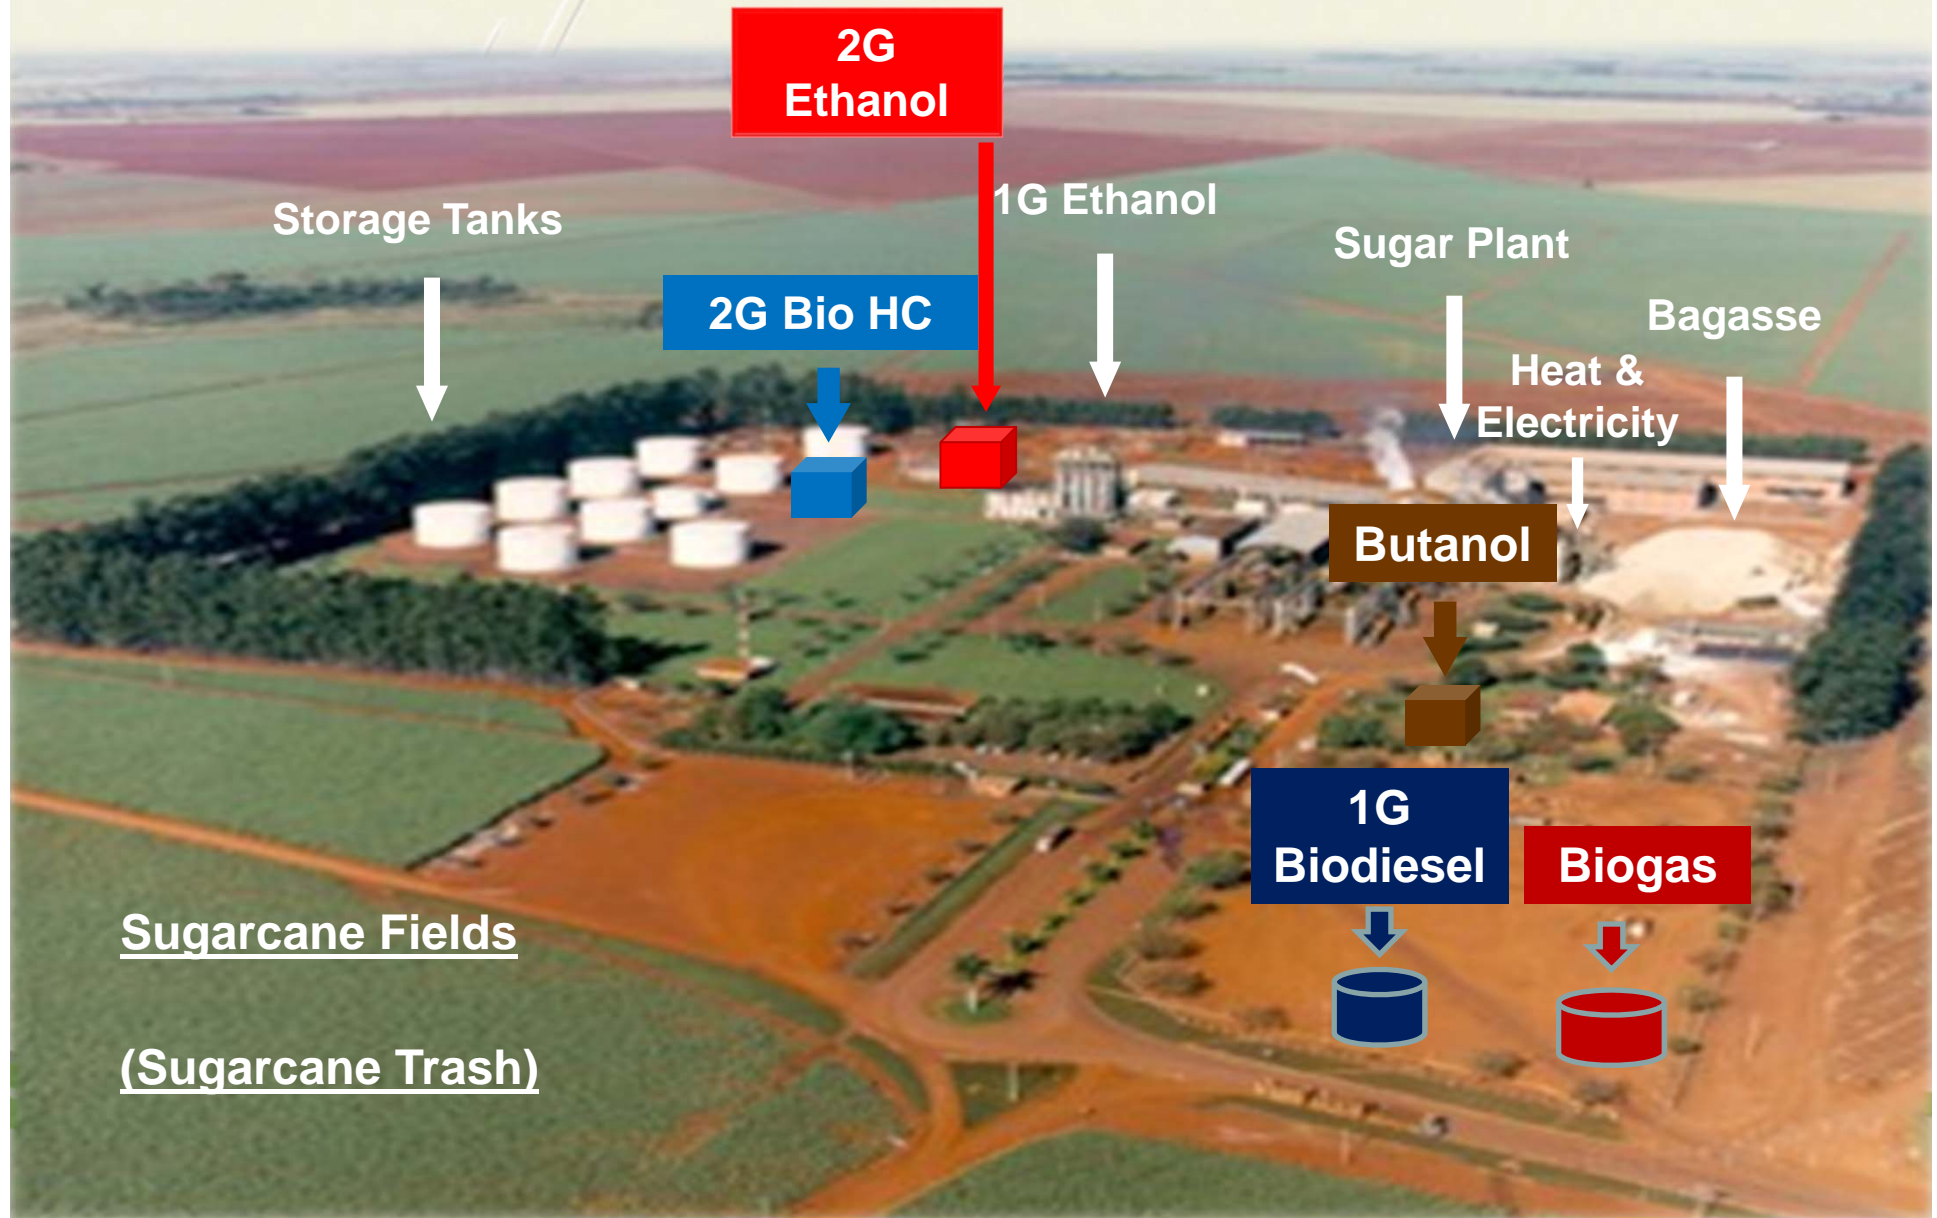 2G
Ethanol
1G Ethanol
Storage Tanks
Sugar Plant
2G Bio HC
Bagasse
Heat &
Electricity
Butanol
1G
Biodiesel
Biogas
Sugarcane Fields
(Sugarcane Trash)